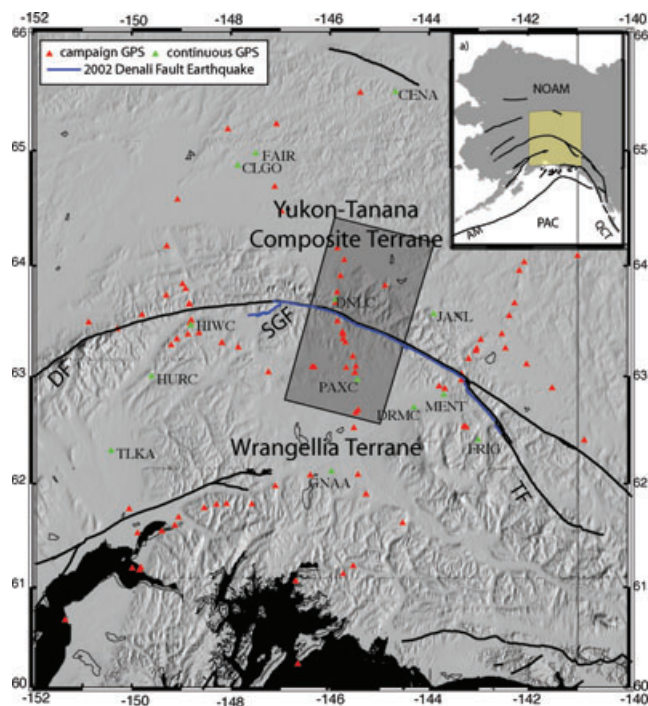 -152 -150 -148 -146 -144 -142 -140
66 66
campaign GPS continuous GPS
2002 Denali Fault Earthquake
a)
NOAM
PAC
AM
QCT
CENA
65 65
FAIR
CLGO
Yukon-Tanana
Composite Terrane
64 64
DNLC
JANL
HIWC
SGF
DF
HURC
63 63
PAXC
MENT
DRMC
Wrangellia Terrane
FRIG
TLKA
GNAA
TF
62 62
61 61
60 60
-152 -150 -148 -146 -144 -142 -140